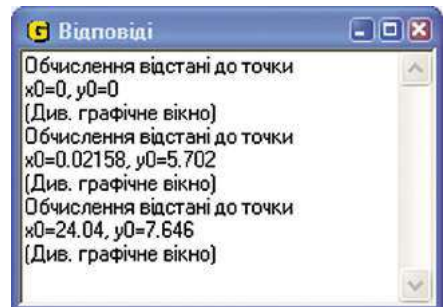 G Відповіді
Обчислення відстані до точки
x0=0, y0=0
(Див. графічне вікно)
Обчислення відстані до точки
x0=0.02158, y0=5.702
(Див. графічне вікно)
Обчислення відстані до точки
x0=24.04, y0=7.646
(Див. графічне вікно)